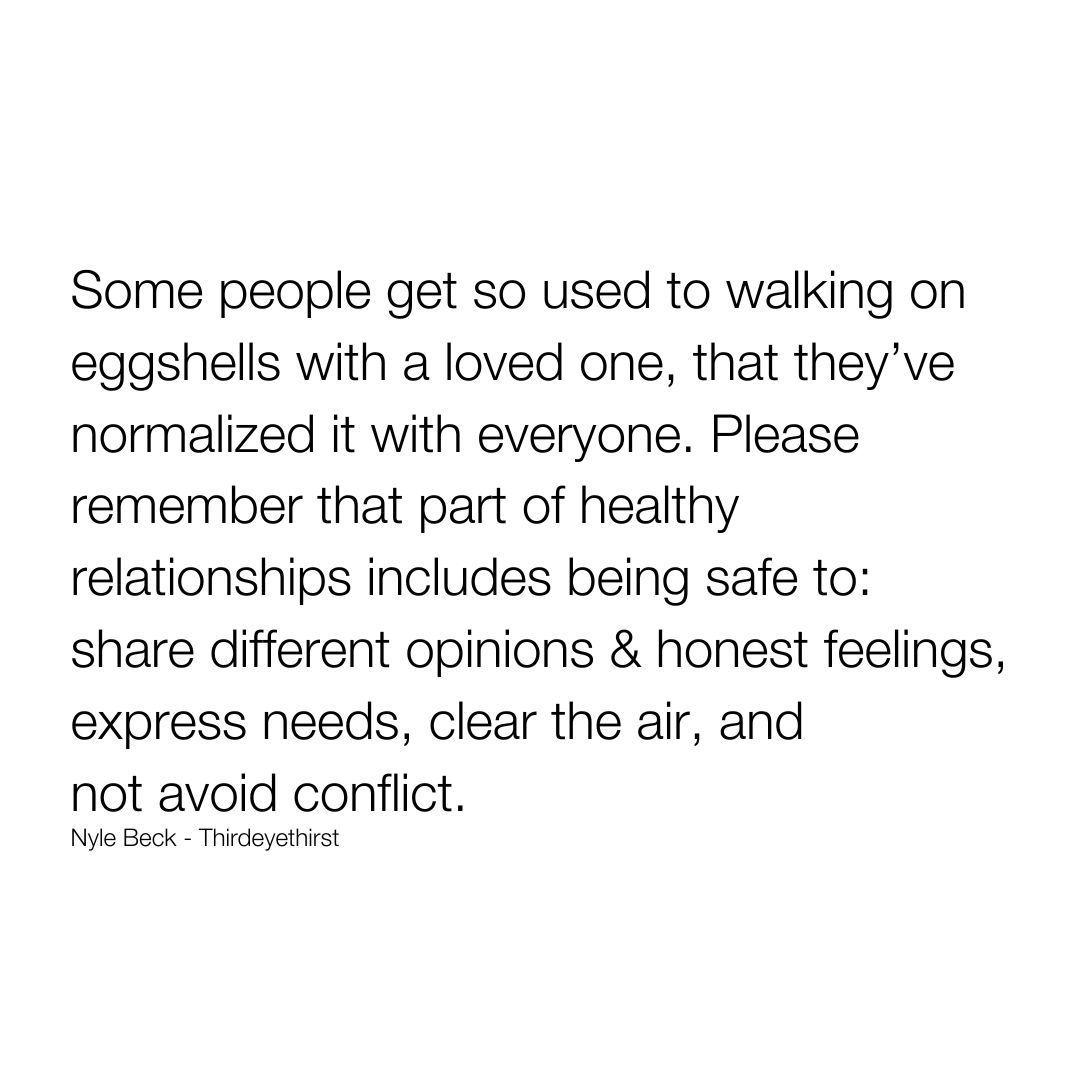 Some people get so used to walking on
eggshells with a loved one, that they’ve
normalized it with everyone. Please
remember that part of healthy
relationships includes being safe to:
share different opinions & honest feelings,
express needs, clear the air, and
not avoid conflict.
Nyle Beck - Thirdeyethirst